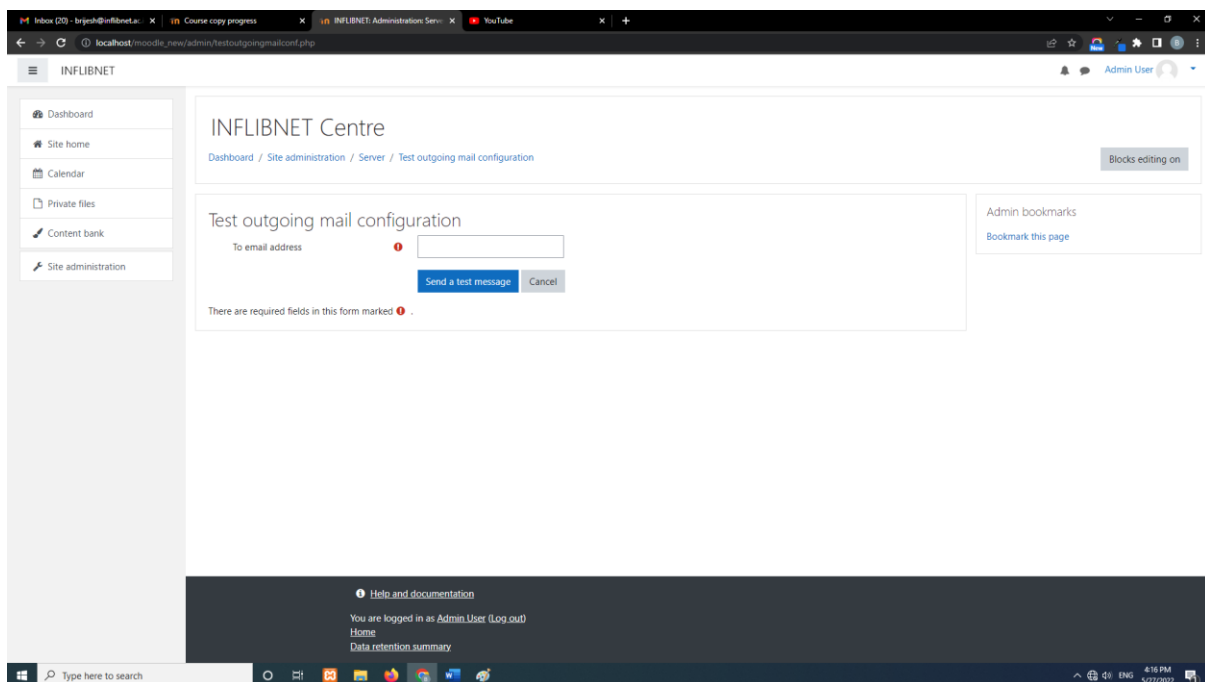 Inbox (20) - brijesh@inflibnet.ac.
Course copy progress
INFLIBNET: Administration: Serve
YouTube
localhost/moodle_new/admin/testoutgoingmailconf.php
New
B
INFLIBNET
Admin User
Dashboard
Site home
Calendar
Private files
Content bank
Site administration
INFLIBNET Centre
Dashboard / Site administration / Server / Test outgoing mail configuration
Blocks editing on
Test outgoing mail configuration
To email address
Send a test message
Cancel
There are required fields in this form marked .
Admin bookmarks
Bookmark this page
Help and documentation
You are logged in as Admin User (Log out)
Home
Data retention summary
Type here to search
ENG
4:16 PM
5/27/2022